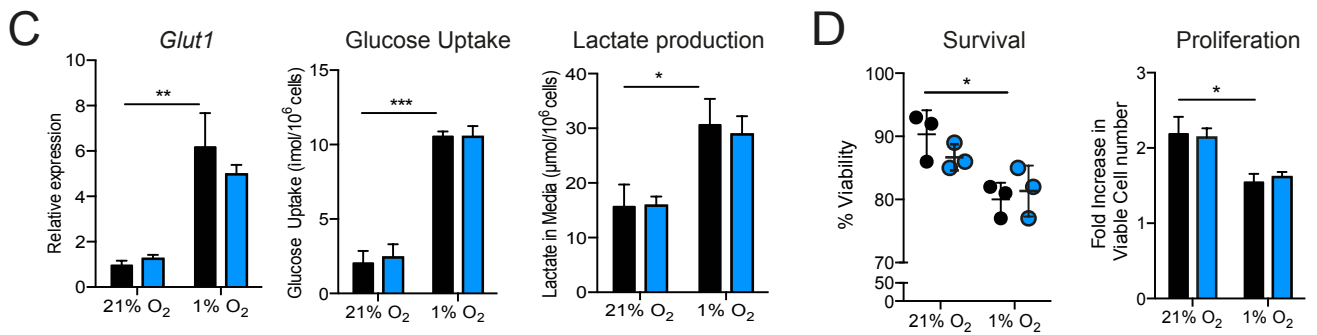 C
Glut1
Relative expression
10
8
6
4
2
0
**
21% O₂
1% O₂
Glucose Uptake
Glucose Uptake (lmol/10⁶ cells)
15
10
5
0
***
21% O₂
1% O₂
Lactate production
Lactate in Media (µmol/10⁶ cells)
40
30
20
10
0
*
21% O₂
1% O₂
D
Survival
% Viability
100
90
80
70
50
0
*
21% O₂
1% O₂
Proliferation
Fold Increase in
Viable Cell number
3
2
1
0
*
21% O₂
1% O₂